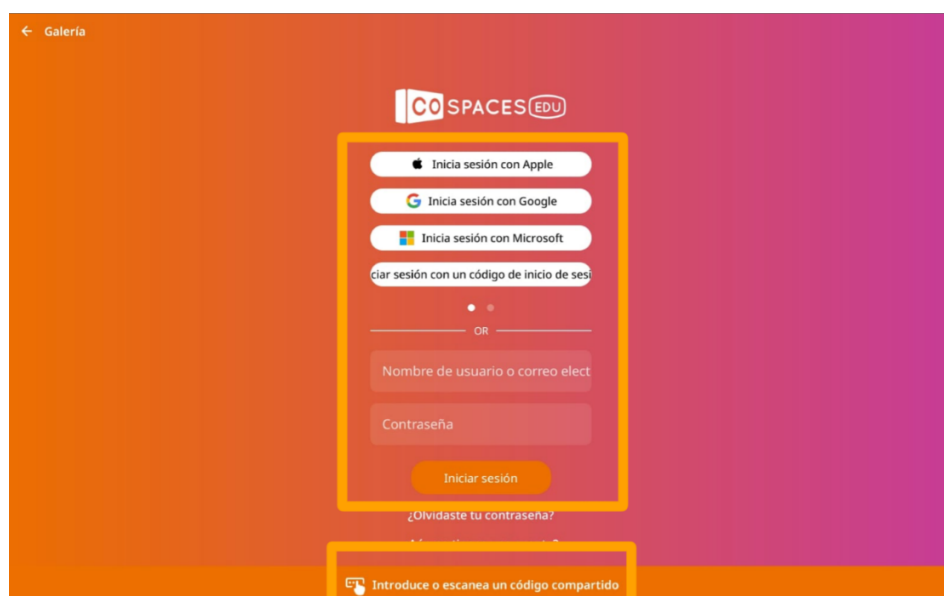 ← Galería
CO SPACES EDU
Inicia sesión con Apple
Inicia sesión con Google
Inicia sesión con Microsoft
ciar sesión con un código de inicio de sesi
OR
Nombre de usuario o correo elect
Contraseña
Iniciar sesión
¿Olvidaste tu contraseña?
Introduce o escanea un código compartido